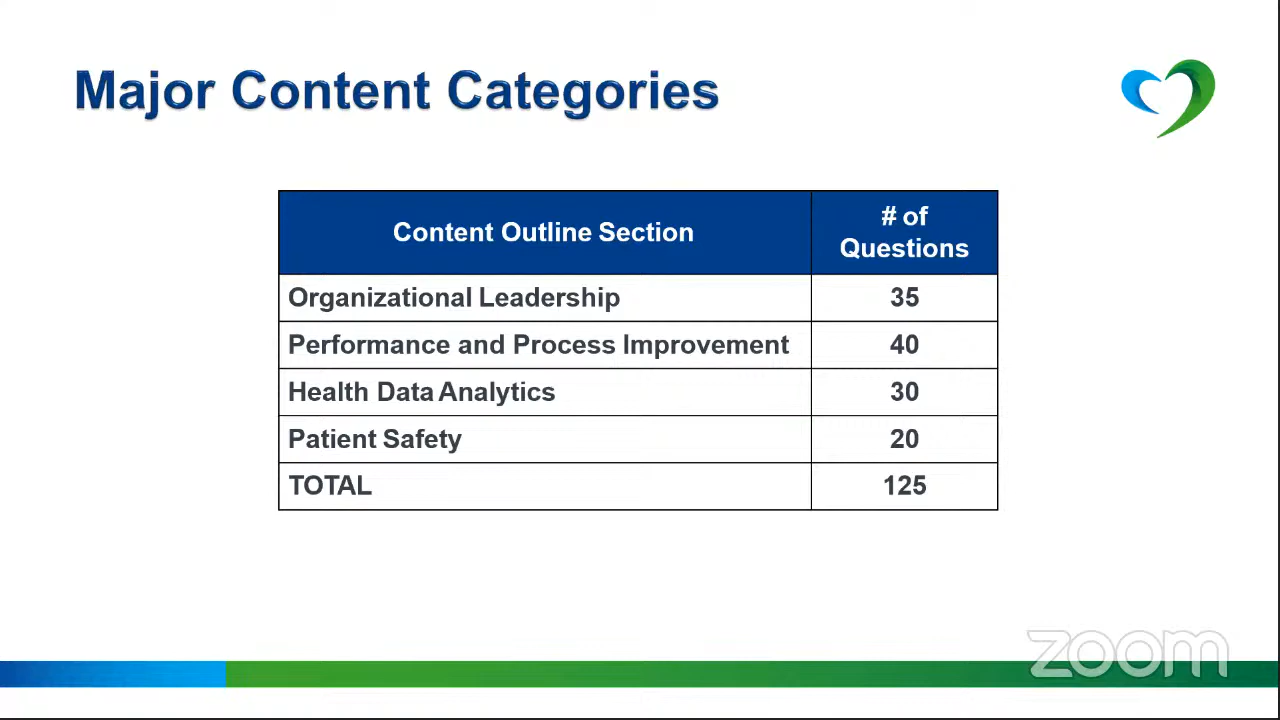 Major Content Categories
Content Outline Section
# of
Questions
Organizational Leadership 35
Performance and Process Improvement 40
Health Data Analytics 30
Patient Safety 20
TOTAL 125
zoom